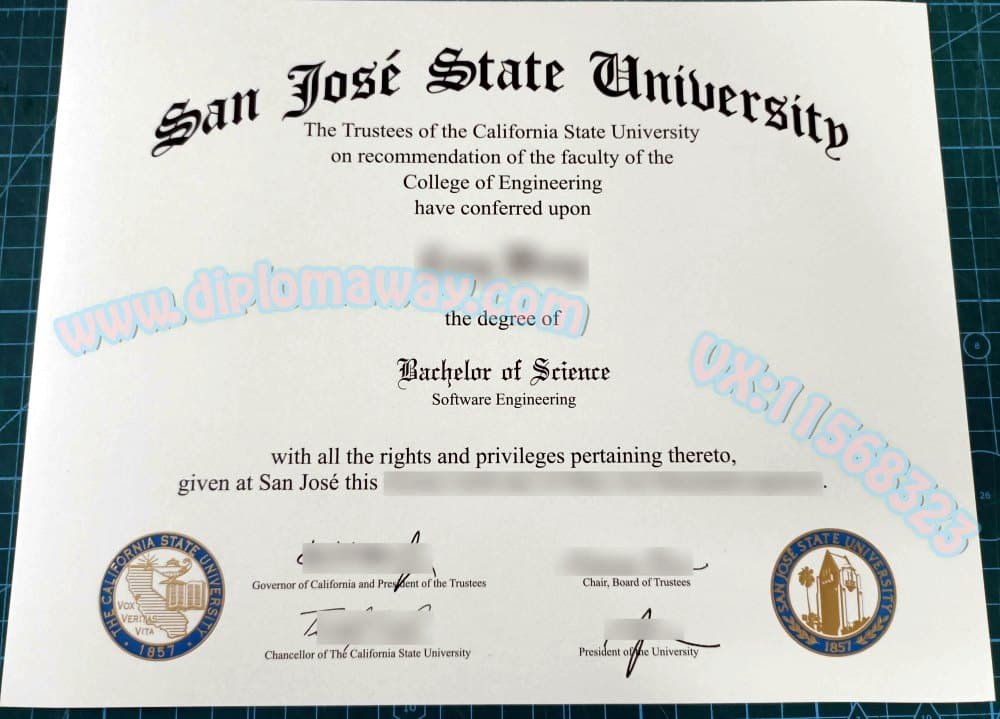 San José State University
The Trustees of the California State University
on recommendation of the faculty of the
College of Engineering
have conferred upon
www.diplomaway.com
the degree of
VX:11568323
Bachelor of Science
Software Engineering
with all the rights and privileges pertaining thereto,
given at San José this .
Governor of California and President of the Trustees
Chair, Board of Trustees
Chancellor of The California State University
President of the University
THE CALIFORNIA STATE UNIVERSITY
VOX
VERITAS
VITA
1857
SAN JOSÉ STATE UNIVERSITY
1857
8
26
10